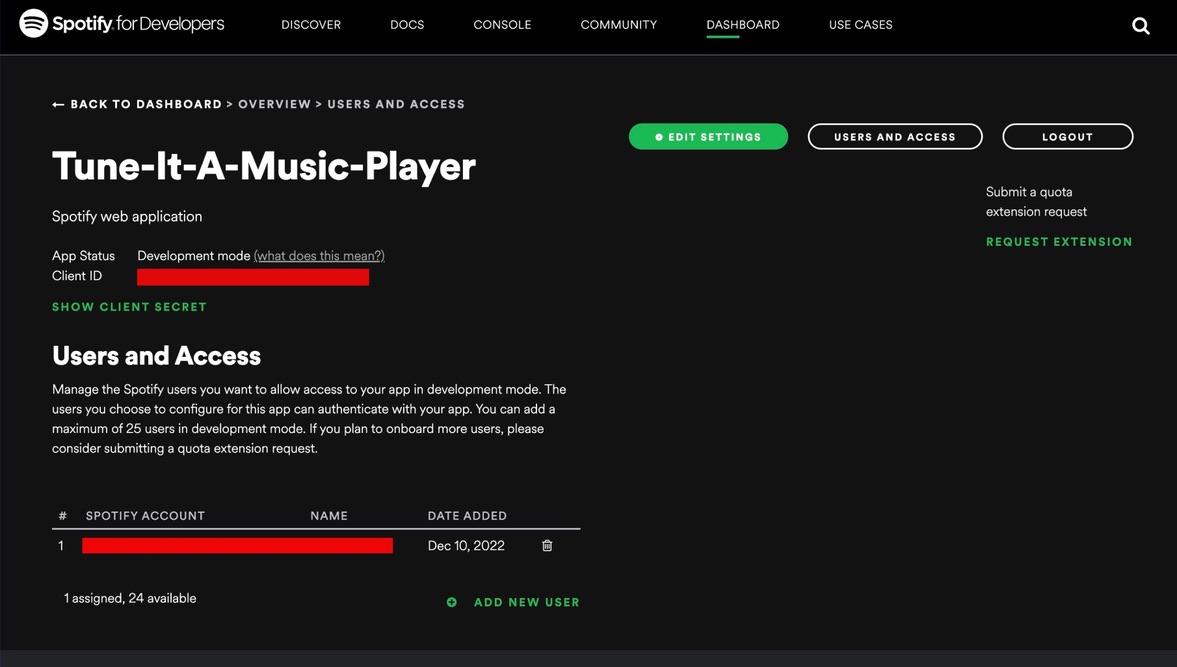 Spotify for Developers DISCOVER DOCS CONSOLE COMMUNITY DASHBOARD USE CASES
← BACK TO DASHBOARD > OVERVIEW > USERS AND ACCESS
EDIT SETTINGS USERS AND ACCESS LOGOUT
Tune-It-A-Music-Player
Submit a quota
extension request
REQUEST EXTENSION
Spotify web application
App Status Development mode (what does this mean?)
Client ID
SHOW CLIENT SECRET
Users and Access
Manage the Spotify users you want to allow access to your app in development mode. The
users you choose to configure for this app can authenticate with your app. You can add a
maximum of 25 users in development mode. If you plan to onboard more users, please
consider submitting a quota extension request.
# SPOTIFY ACCOUNT NAME DATE ADDED
1 Dec 10, 2022
1 assigned, 24 available
ADD NEW USER